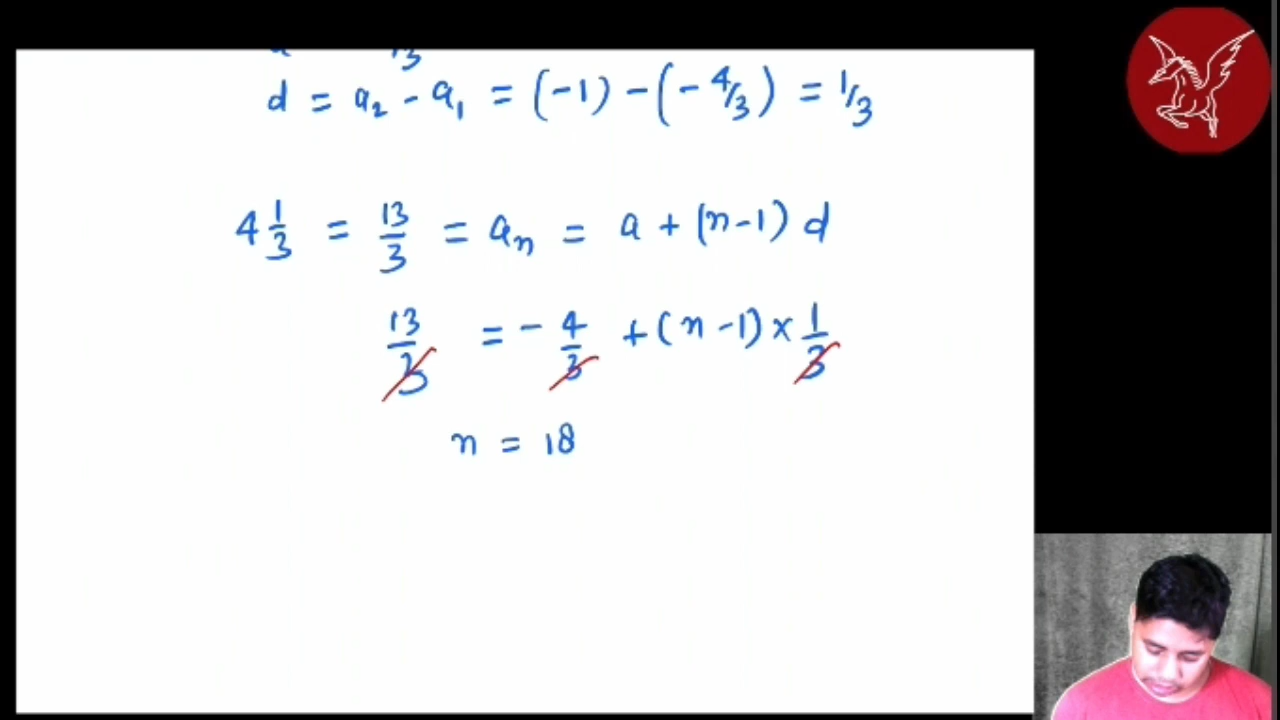 d = a₂ - a₁ = (-1) - (-4/3) = 1/3
4 1/3 = 13/3 = aₙ = a + (n-1) d
13/3 = - 4/3 + (n-1) × 1/3
n = 18